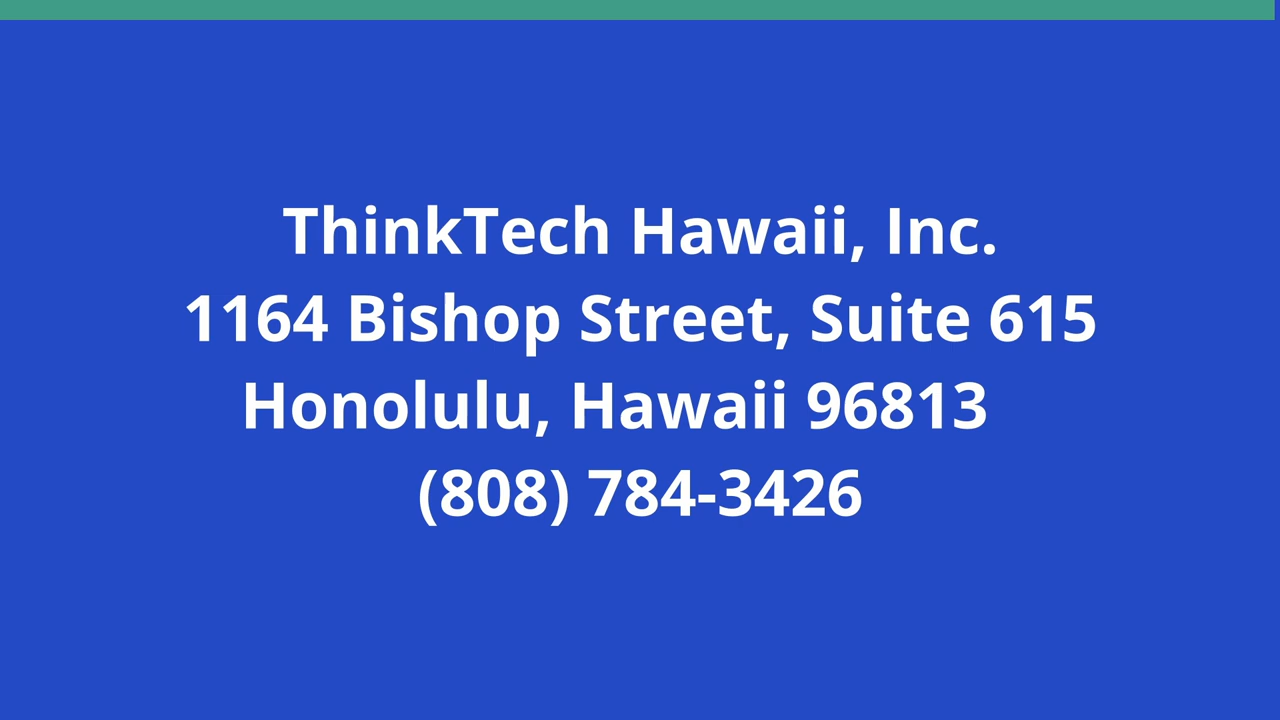 ThinkTech Hawaii, Inc.
1164 Bishop Street, Suite 615
Honolulu, Hawaii 96813
(808) 784-3426